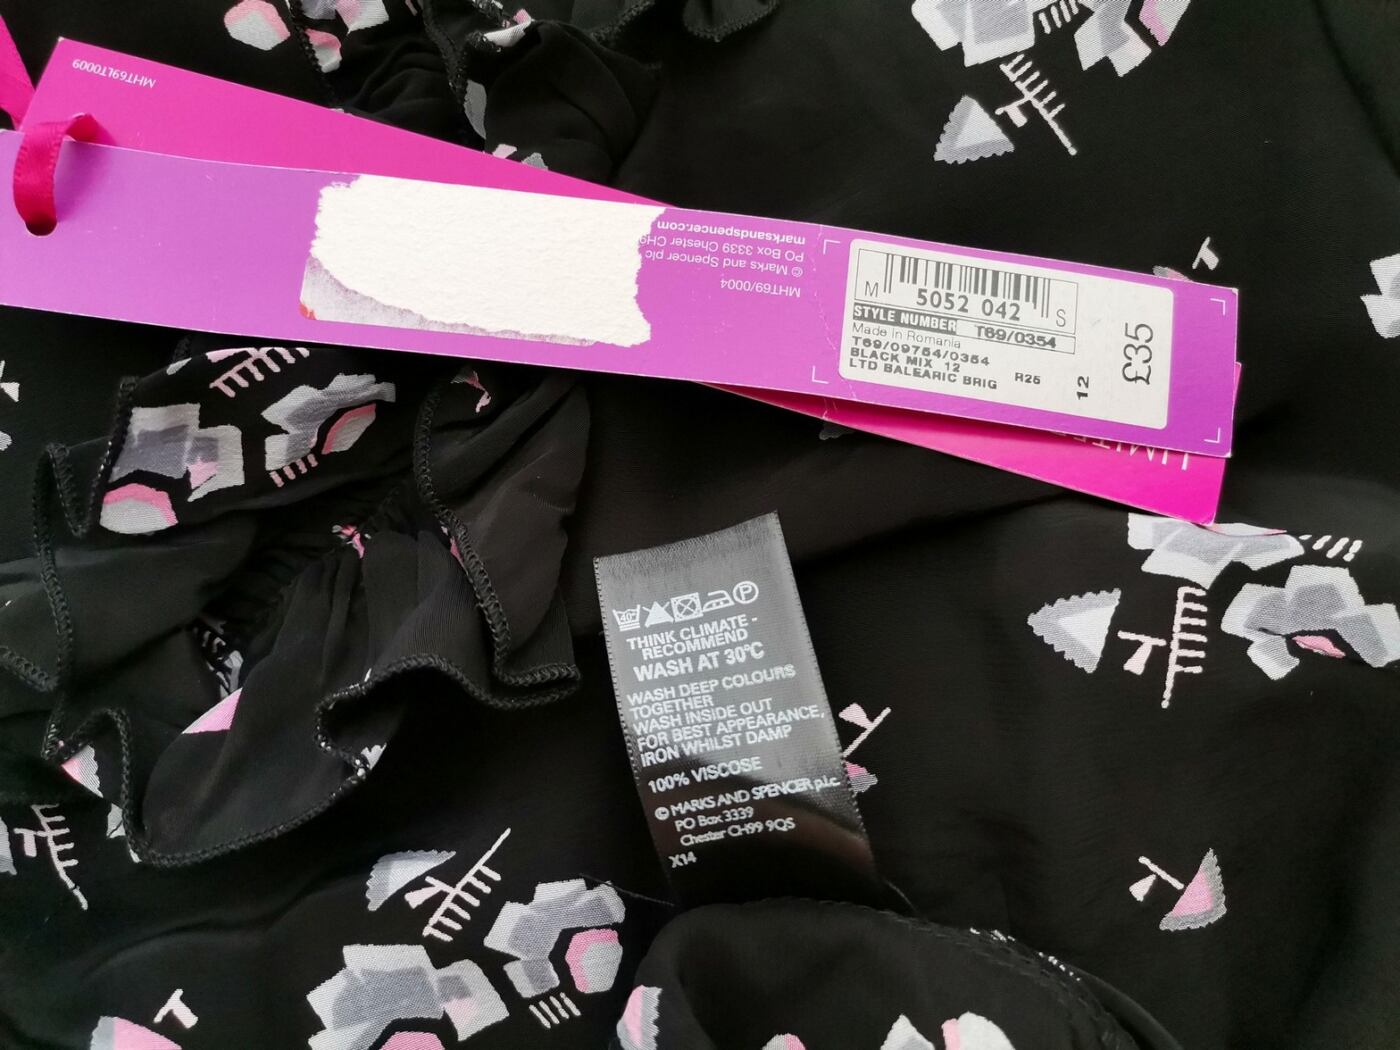 MHT69LT0009
MHT69/0004
© Marks and Spencer plc
PO Box 3339 Chester CH9
marksandspencer.com
M 5052 042 S
STYLE NUMBER T69/0354
Made in Romania
T69/09754/0354
BLACK MIX 12 R25
LTD BALEARIC BRIG
12
£35
40°
P
THINK CLIMATE -
RECOMMEND
WASH AT 30°C
WASH DEEP COLOURS
TOGETHER
WASH INSIDE OUT
FOR BEST APPEARANCE,
IRON WHILST DAMP
100% VISCOSE
© MARKS AND SPENCER p.l.c.
PO Box 3339
Chester CH99 9QS
X14